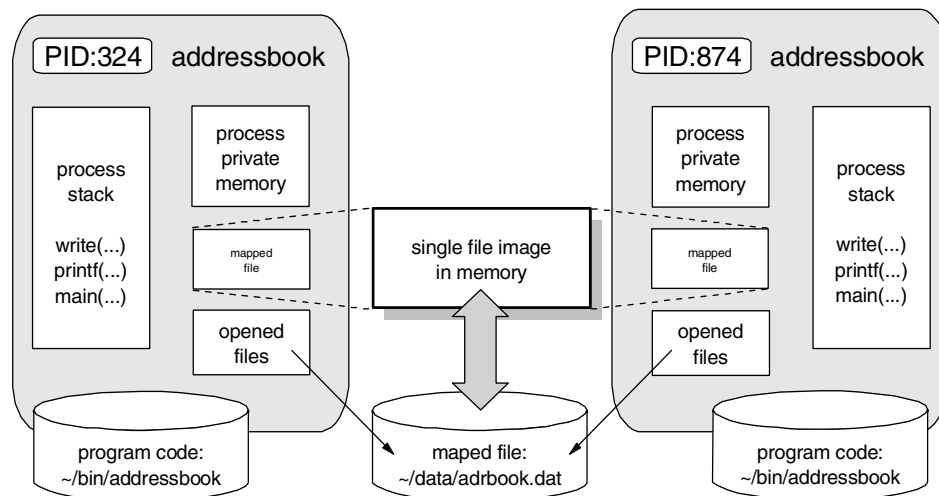 PID:324 addressbook
process
stack
write(...)
printf(...)
main(...)
process
private
memory
mapped
file
opened
files
program code:
~/bin/addressbook
single file image
in memory
maped file:
~/data/adrbook.dat
PID:874 addressbook
process
private
memory
mapped
file
opened
files
process
stack
write(...)
printf(...)
main(...)
program code:
~/bin/addressbook